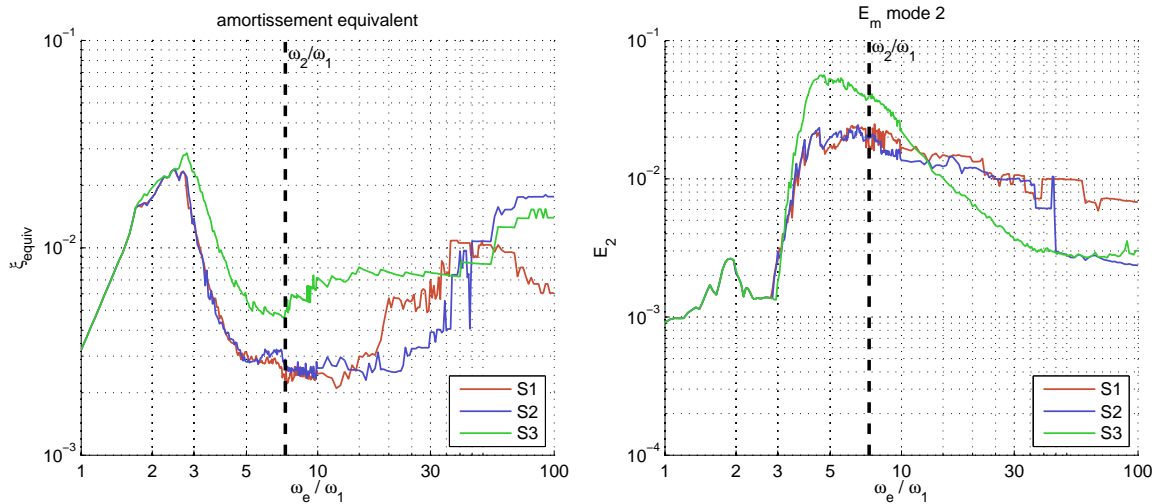 amortissement equivalent
10⁻¹
10⁻²
10⁻³
ξequiv
ω₂/ω₁
S1
S2
S3
1 2 3 5 10 30 100
ωe / ω₁
Em mode 2
10⁻¹
10⁻²
10⁻³
10⁻⁴
E₂
ω₂/ω₁
S1
S2
S3
1 2 3 5 10 30 100
ωe / ω₁